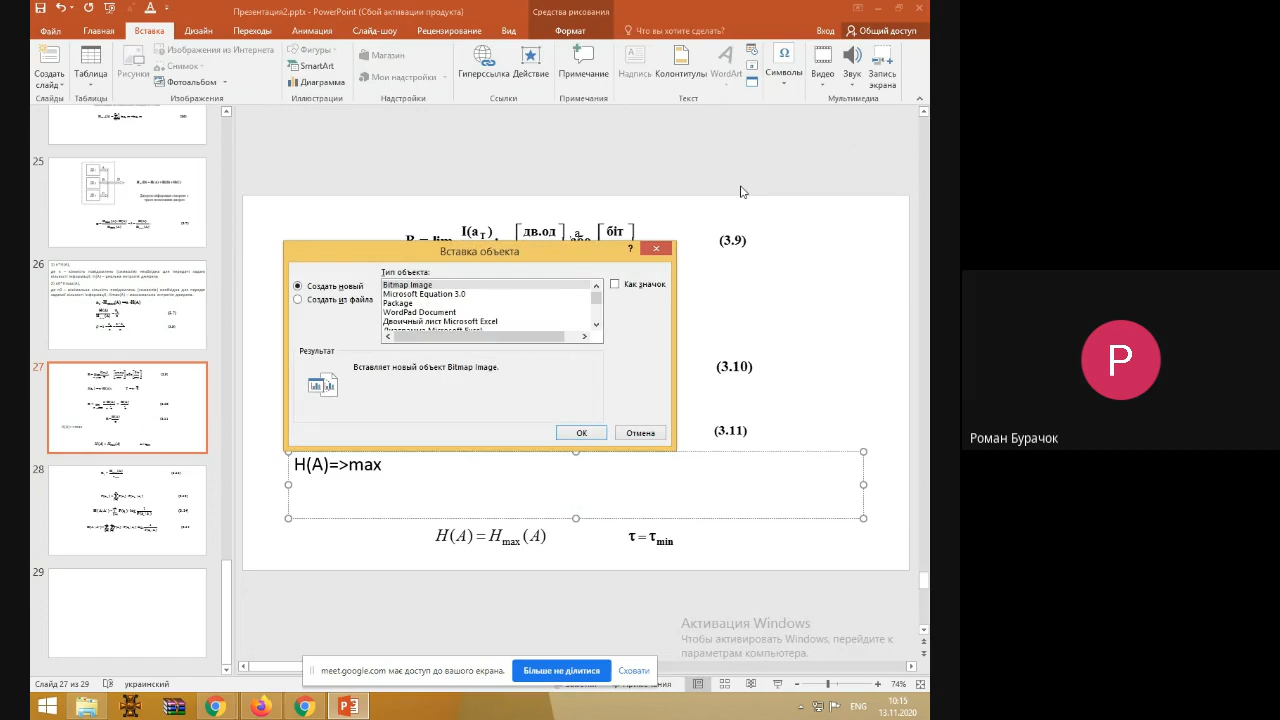 Презентация2.pptx - PowerPoint (Сбой активации продукта)
Средства рисования
Файл Главная Вставка Дизайн Переходы Анимация Слайд-шоу Рецензирование Вид Формат Что вы хотите сделать? Вход Общий доступ
Создать слайд
Таблица
Рисунки
Изображения из Интернета
Снимок
Фотоальбом
Фигуры
SmartArt
Диаграмма
Магазин
Мои надстройки
Гиперссылка Действие
Примечание
Надпись Колонтитулы WordArt
Символы
Видео Звук Запись экрана
Слайды Таблицы Изображения Иллюстрации Надстройки Ссылки Примечания Текст Мультимедиа
25
26
27
28
29
I(aT)
дв.од
біт
(3.9)
Вставка объекта
? ×
Тип объекта:
Создать новый
Создать из файла
Bitmap Image
Microsoft Equation 3.0
Package
WordPad Document
Двоичный лист Microsoft Excel
Как значок
Результат
Вставляет новый объект Bitmap Image.
OK Отмена
(3.10)
(3.11)
H(A)=>max
H(A) = Hmax(A) τ = τmin
Активация Windows
Чтобы активировать Windows, перейдите к
параметрам компьютера.
meet.google.com має доступ до вашого екрана. Більше не ділитися Сховати
Слайд 27 из 29 украинский 74%
ENG 10:15
13.11.2020
P
Роман Бурачок